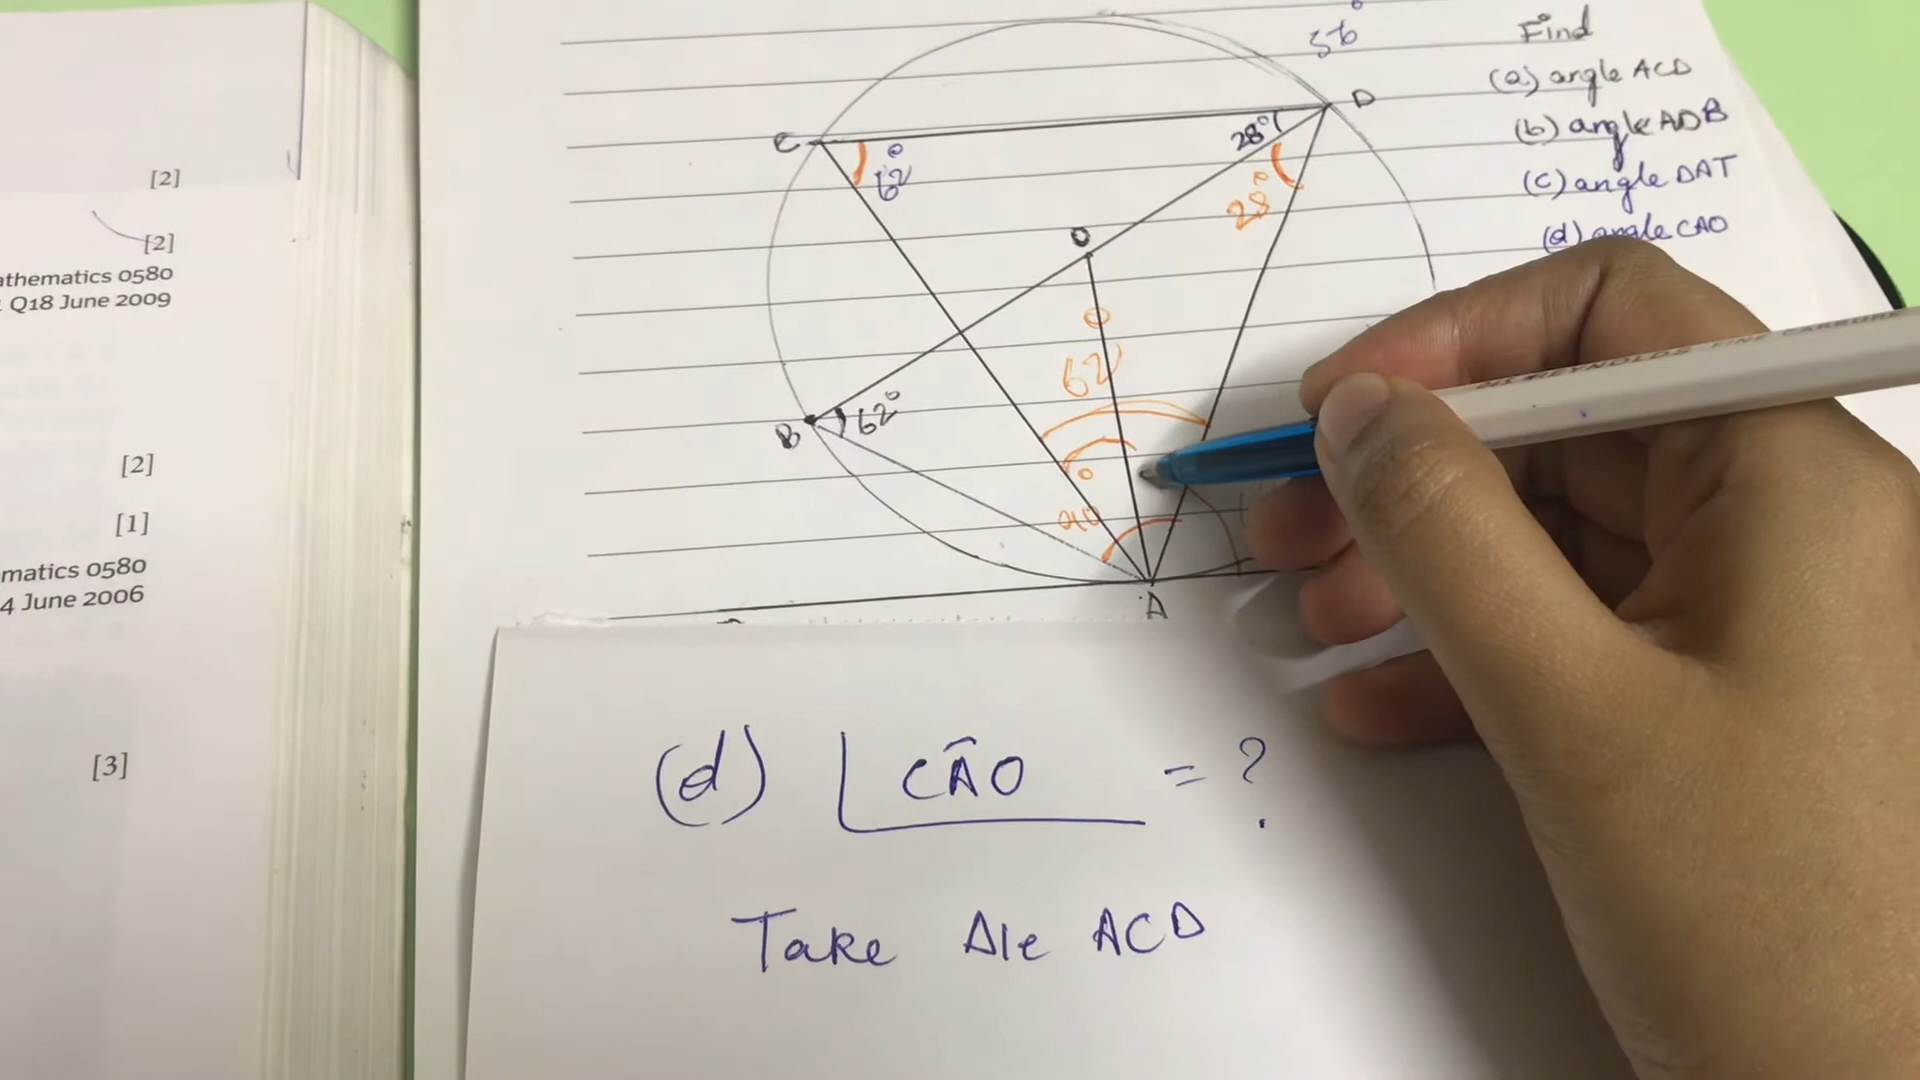 [2]
[2]
athematics 0580
Q18 June 2009
[2]
[1]
matics 0580
4 June 2006
[3]
56°
Find
(a) angle ACD
(b) angle ADB
(c) angle DAT
(d) angle CAO
C
D
62°
28°
28°
O
62°
B
62°
90°
A
(d) CÂO = ?
Take Δle ACD